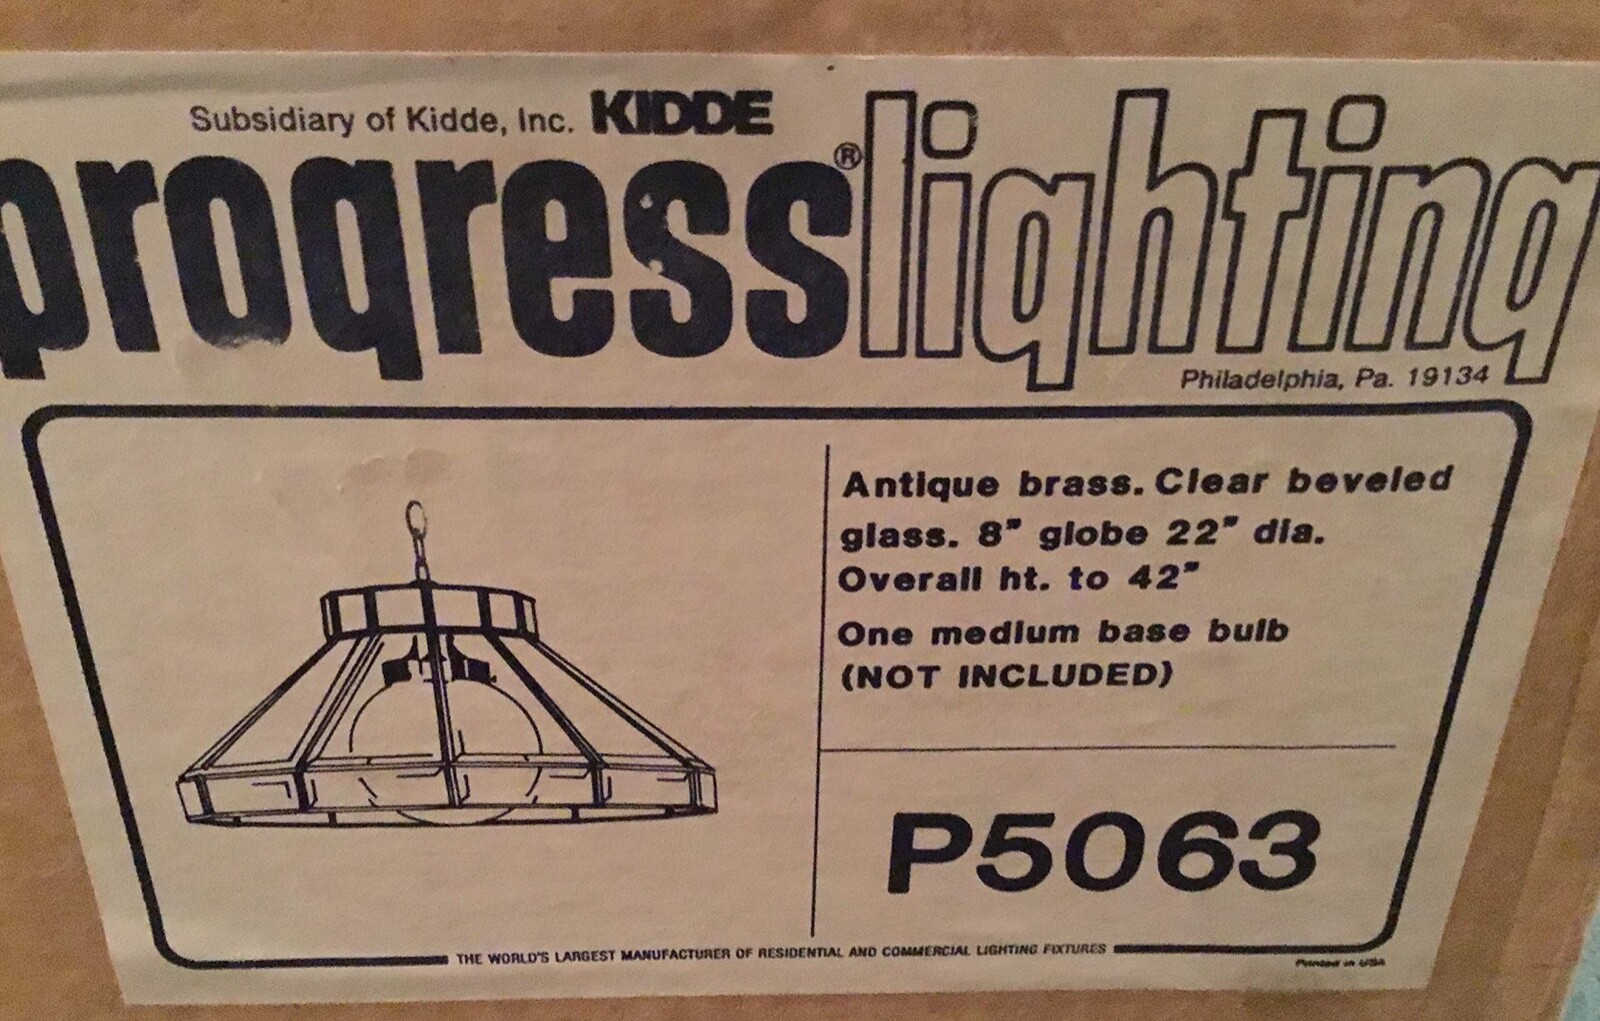 Subsidiary of Kidde, Inc. KIDDE
progress® lighting
Philadelphia, Pa. 19134
Antique brass. Clear beveled
glass. 8" globe 22" dia.
Overall ht. to 42"
One medium base bulb
(NOT INCLUDED)
P5063
THE WORLD'S LARGEST MANUFACTURER OF RESIDENTIAL AND COMMERCIAL LIGHTING FIXTURES
Printed in USA